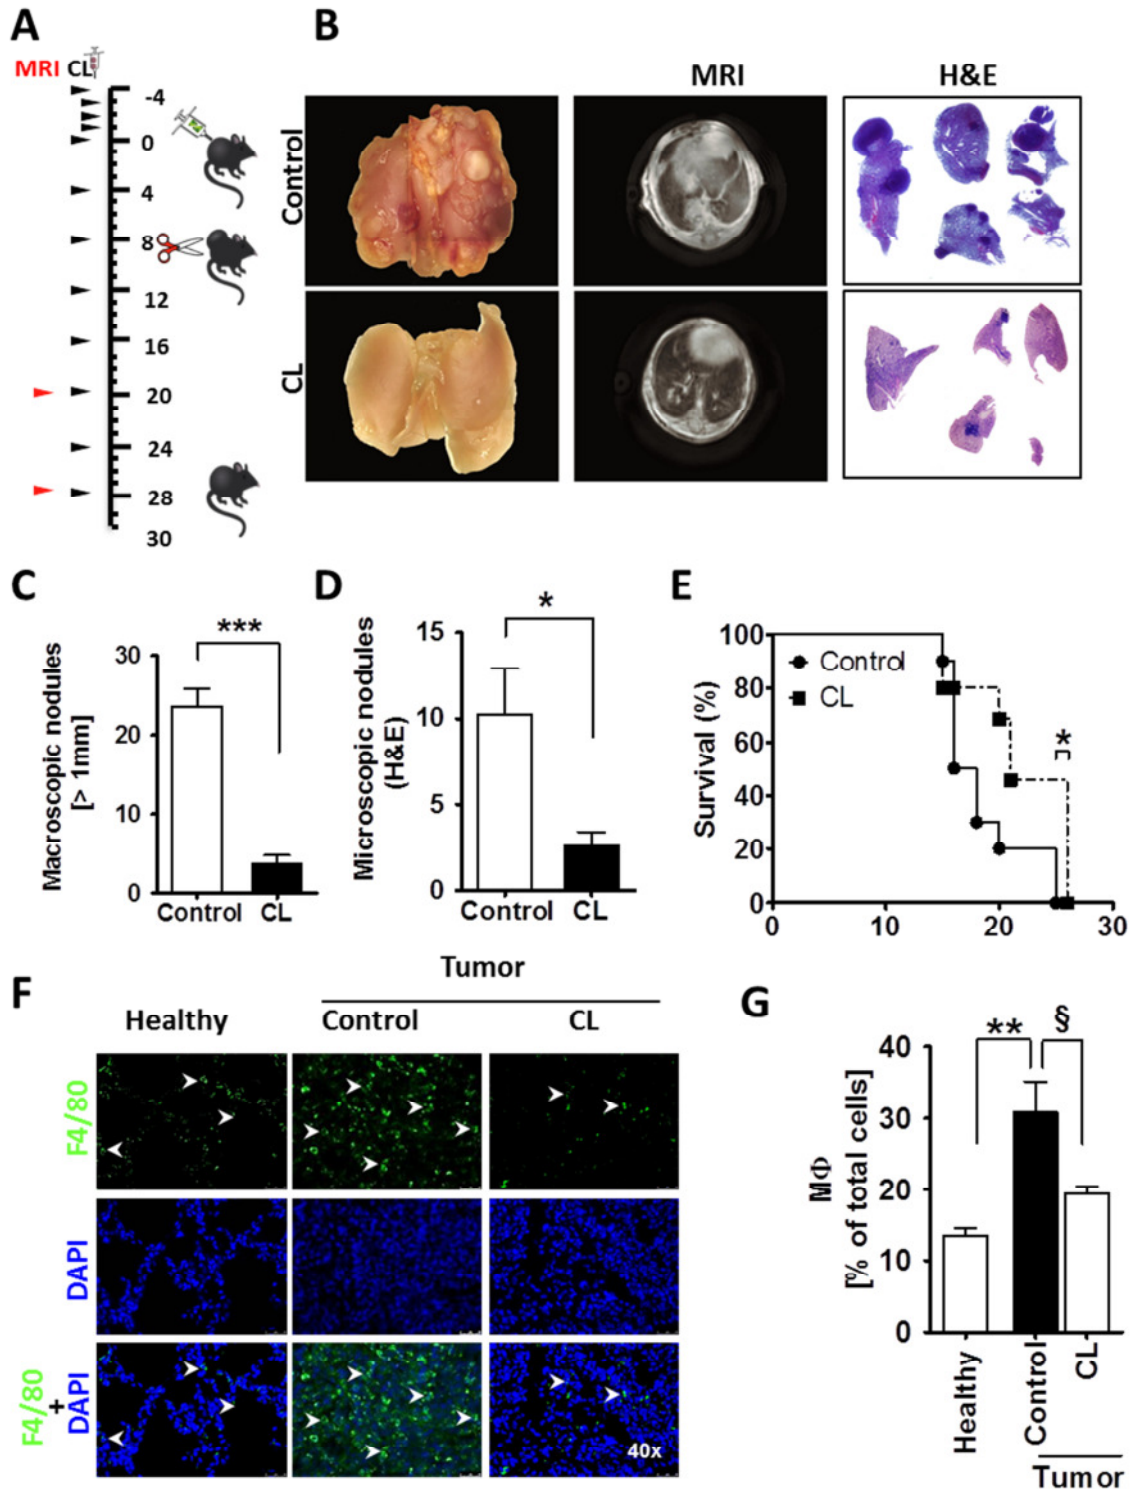 A
MRI CL
-4
0
4
8
12
16
20
24
28
30
B
MRI H&E
Control
CL
C
Macroscopic nodules
[> 1mm]
30
20
10
0
***
Control CL
D
Microscopic nodules
(H&E)
15
10
5
0
*
Control CL
E
Survival (%)
100
80
60
40
20
0
Control
CL
*
0 10 20 30
F
Tumor
Healthy Control CL
F4/80
DAPI
F4/80
+
DAPI
40x
G
MΦ
[% of total cells]
40
30
20
10
0
** §
Healthy
Control
CL
Tumor